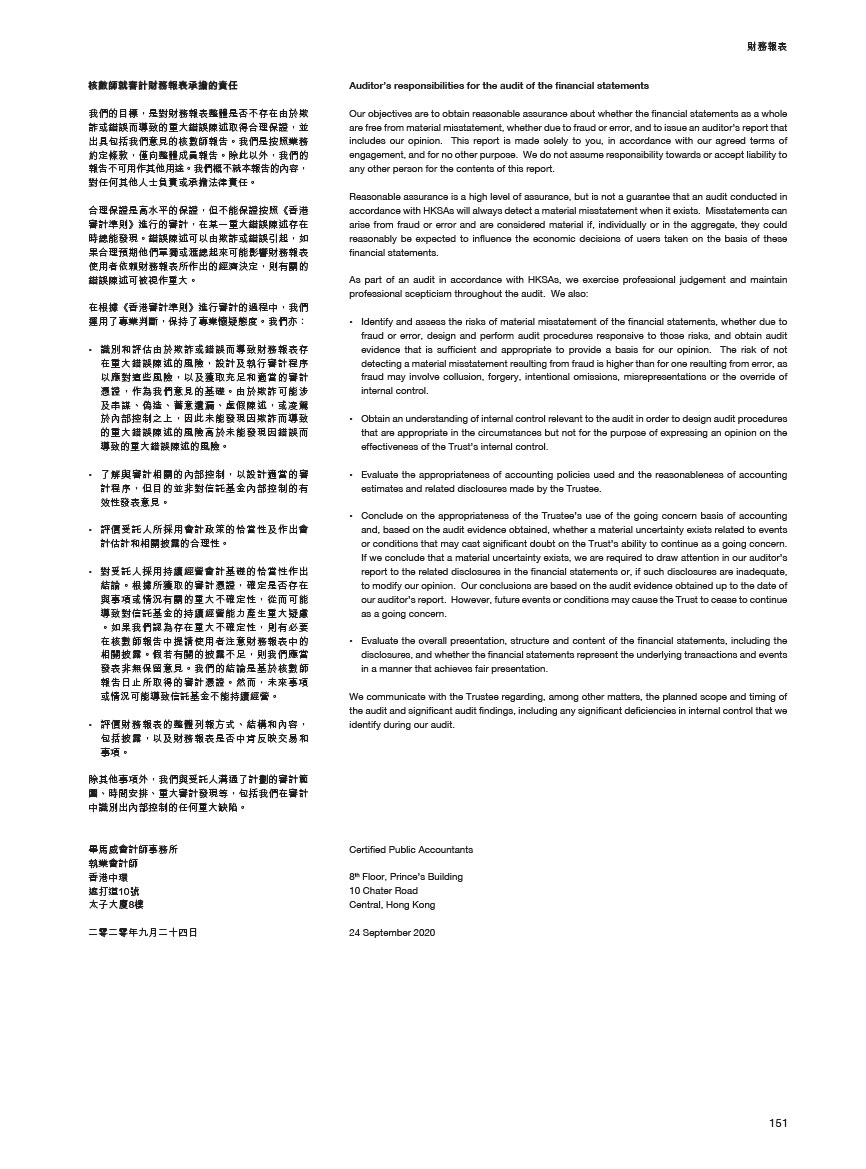 財務報表
核數師就審計財務報表承擔的責任
我們的目標，是對財務報表整體是否不存在由於欺
詐或錯誤而導致的重大錯誤陳述取得合理保證，並
出具包括我們意見的核數師報告。我們是按照業務
約定條款，僅向整體成員報告。除此以外，我們的
報告不可用作其他用途。我們概不就本報告的內容，
對任何其他人士負責或承擔法律責任。
合理保證是高水平的保證，但不能保證按照《香港
審計準則》進行的審計，在某一重大錯誤陳述存在
時總能發現。錯誤陳述可以由欺詐或錯誤引起，如
果合理預期他們單獨或滙總起來可能影響財務報表
使用者依賴財務報表所作出的經濟決定，則有關的
錯誤陳述可被視作重大。
在根據《香港審計準則》進行審計的過程中，我們
運用了專業判斷，保持了專業懷疑態度。我們亦：
• 識別和評估由於欺詐或錯誤而導致財務報表存
在重大錯誤陳述的風險，設計及執行審計程序
以應對這些風險，以及獲取充足和適當的審計
憑證，作為我們意見的基礎。由於欺詐可能涉
及串謀、偽造、蓄意遺漏、虛假陳述，或凌駕
於內部控制之上，因此未能發現因欺詐而導致
的重大錯誤陳述的風險高於未能發現因錯誤而
導致的重大錯誤陳述的風險。
• 了解與審計相關的內部控制，以設計適當的審
計程序，但目的並非對信託基金內部控制的有
效性發表意見。
• 評價受託人所採用會計政策的恰當性及作出會
計估計和相關披露的合理性。
• 對受託人採用持續經營會計基礎的恰當性作出
結論。根據所獲取的審計憑證，確定是否存在
與事項或情況有關的重大不確定性，從而可能
導致對信託基金的持續經營能力產生重大疑慮
。如果我們認為存在重大不確定性，則有必要
在核數師報告中提請使用者注意財務報表中的
相關披露。假若有關的披露不足，則我們應當
發表非無保留意見。我們的結論是基於核數師
報告日止所取得的審計憑證。然而，未來事項
或情況可能導致信託基金不能持續經營。
• 評價財務報表的整體列報方式、結構和內容，
包括披露，以及財務報表是否中肯反映交易和
事項。
除其他事項外，我們與受託人溝通了計劃的審計範
圍、時間安排、重大審計發現等，包括我們在審計
中識別出內部控制的任何重大缺陷。
畢馬威會計師事務所
執業會計師
香港中環
遮打道10號
太子大廈8樓
二零二零年九月二十四日
Auditor's responsibilities for the audit of the financial statements
Our objectives are to obtain reasonable assurance about whether the financial statements as a whole
are free from material misstatement, whether due to fraud or error, and to issue an auditor's report that
includes our opinion. This report is made solely to you, in accordance with our agreed terms of
engagement, and for no other purpose. We do not assume responsibility towards or accept liability to
any other person for the contents of this report.
Reasonable assurance is a high level of assurance, but is not a guarantee that an audit conducted in
accordance with HKSAs will always detect a material misstatement when it exists. Misstatements can
arise from fraud or error and are considered material if, individually or in the aggregate, they could
reasonably be expected to influence the economic decisions of users taken on the basis of these
financial statements.
As part of an audit in accordance with HKSAs, we exercise professional judgement and maintain
professional scepticism throughout the audit. We also:
• Identify and assess the risks of material misstatement of the financial statements, whether due to
fraud or error, design and perform audit procedures responsive to those risks, and obtain audit
evidence that is sufficient and appropriate to provide a basis for our opinion. The risk of not
detecting a material misstatement resulting from fraud is higher than for one resulting from error, as
fraud may involve collusion, forgery, intentional omissions, misrepresentations or the override of
internal control.
• Obtain an understanding of internal control relevant to the audit in order to design audit procedures
that are appropriate in the circumstances but not for the purpose of expressing an opinion on the
effectiveness of the Trust's internal control.
• Evaluate the appropriateness of accounting policies used and the reasonableness of accounting
estimates and related disclosures made by the Trustee.
• Conclude on the appropriateness of the Trustee's use of the going concern basis of accounting
and, based on the audit evidence obtained, whether a material uncertainty exists related to events
or conditions that may cast significant doubt on the Trust's ability to continue as a going concern.
If we conclude that a material uncertainty exists, we are required to draw attention in our auditor's
report to the related disclosures in the financial statements or, if such disclosures are inadequate,
to modify our opinion. Our conclusions are based on the audit evidence obtained up to the date of
our auditor's report. However, future events or conditions may cause the Trust to cease to continue
as a going concern.
• Evaluate the overall presentation, structure and content of the financial statements, including the
disclosures, and whether the financial statements represent the underlying transactions and events
in a manner that achieves fair presentation.
We communicate with the Trustee regarding, among other matters, the planned scope and timing of
the audit and significant audit findings, including any significant deficiencies in internal control that we
identify during our audit.
Certified Public Accountants
8th Floor, Prince's Building
10 Chater Road
Central, Hong Kong
24 September 2020
151